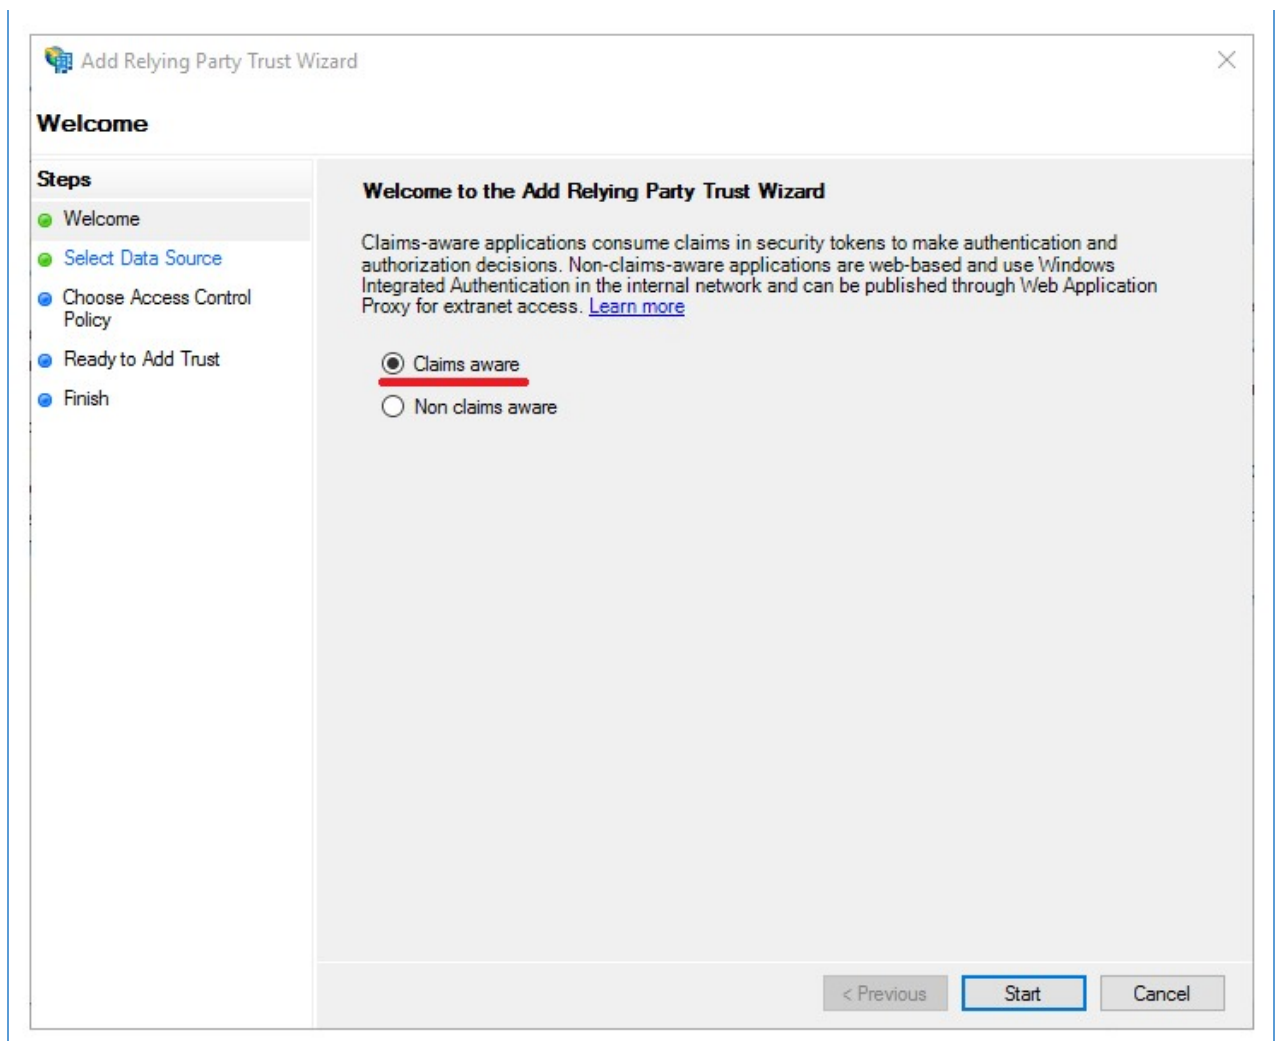 Add Relying Party Trust Wizard
Welcome
Steps
Welcome
Select Data Source
Choose Access Control
Policy
Ready to Add Trust
Finish
Welcome to the Add Relying Party Trust Wizard
Claims-aware applications consume claims in security tokens to make authentication and
authorization decisions. Non-claims-aware applications are web-based and use Windows
Integrated Authentication in the internal network and can be published through Web Application
Proxy for extranet access. Learn more
Claims aware
Non claims aware
< Previous
Start
Cancel